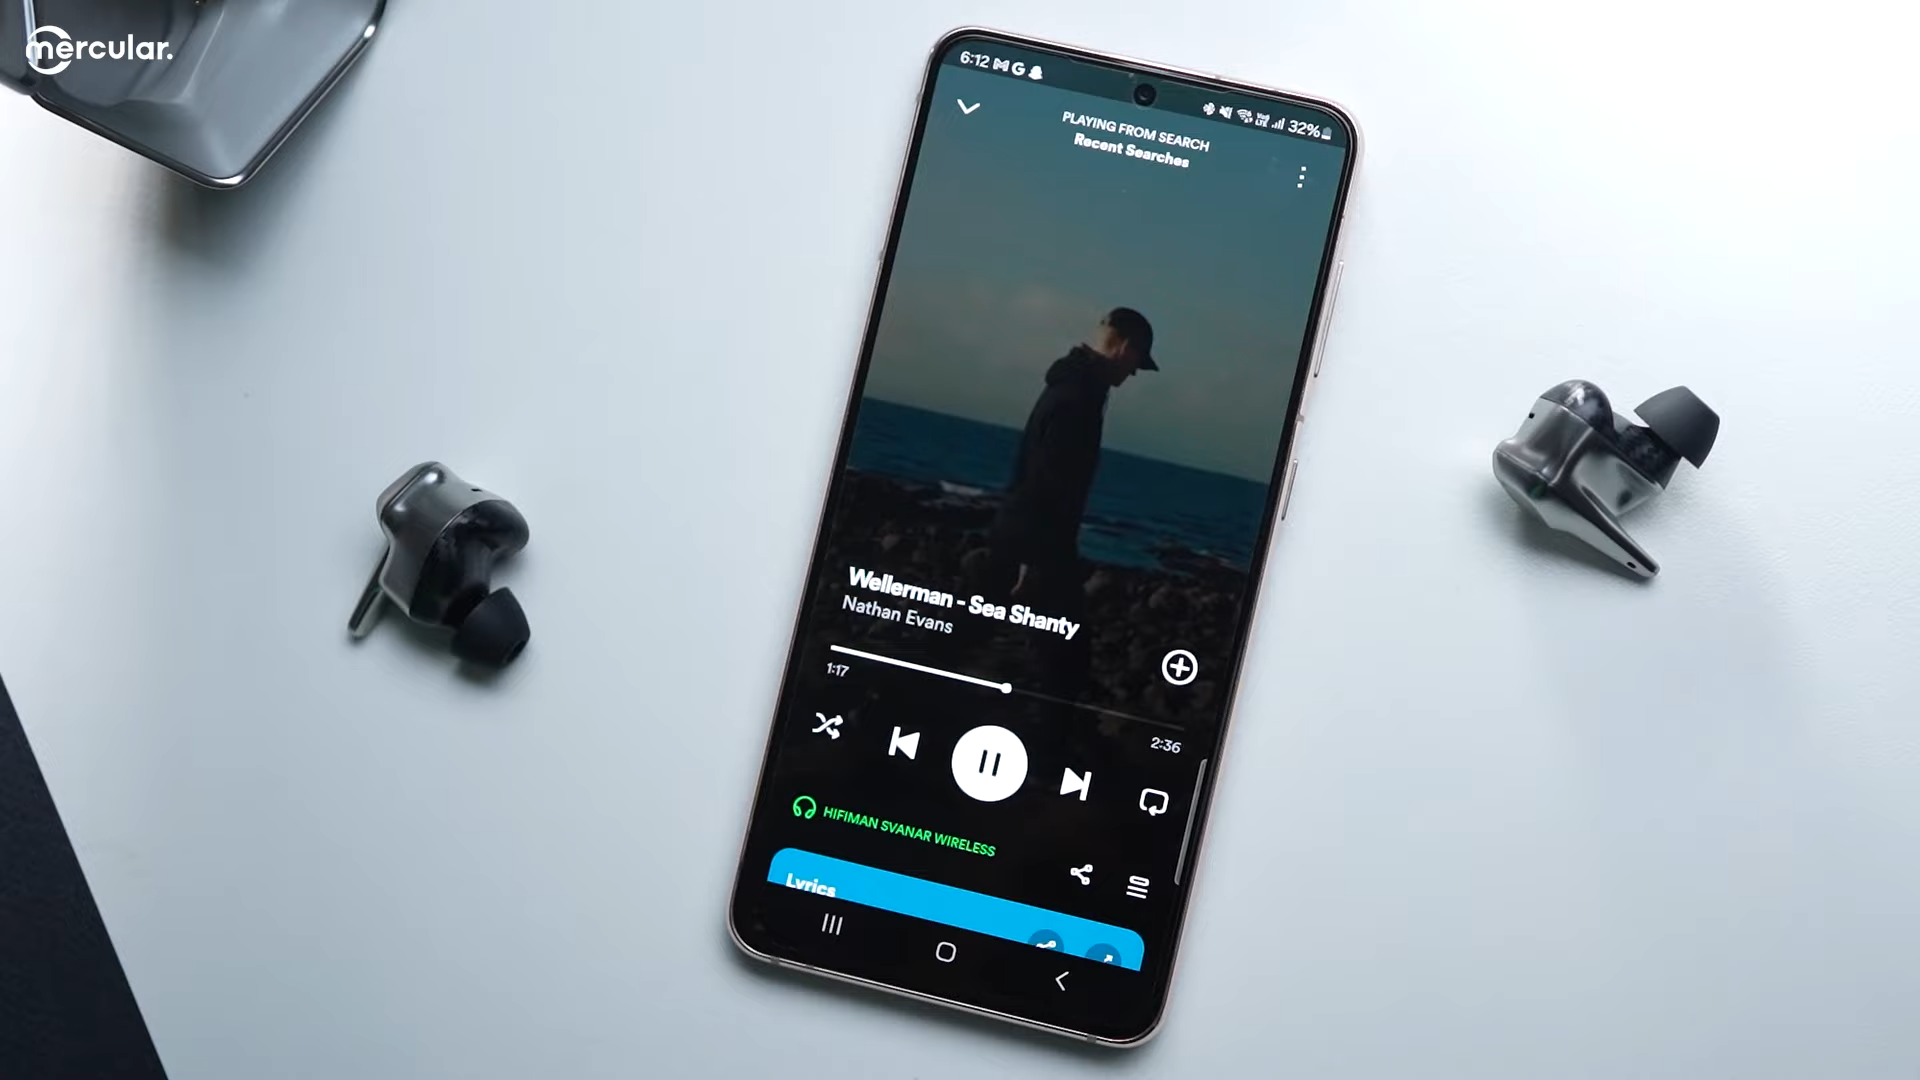 mercular.
6:12
32%
PLAYING FROM SEARCH
Recent Searches
Wellerman - Sea Shanty
Nathan Evans
1:17
2:36
HIFIMAN SVANAR WIRELESS
Lyrics